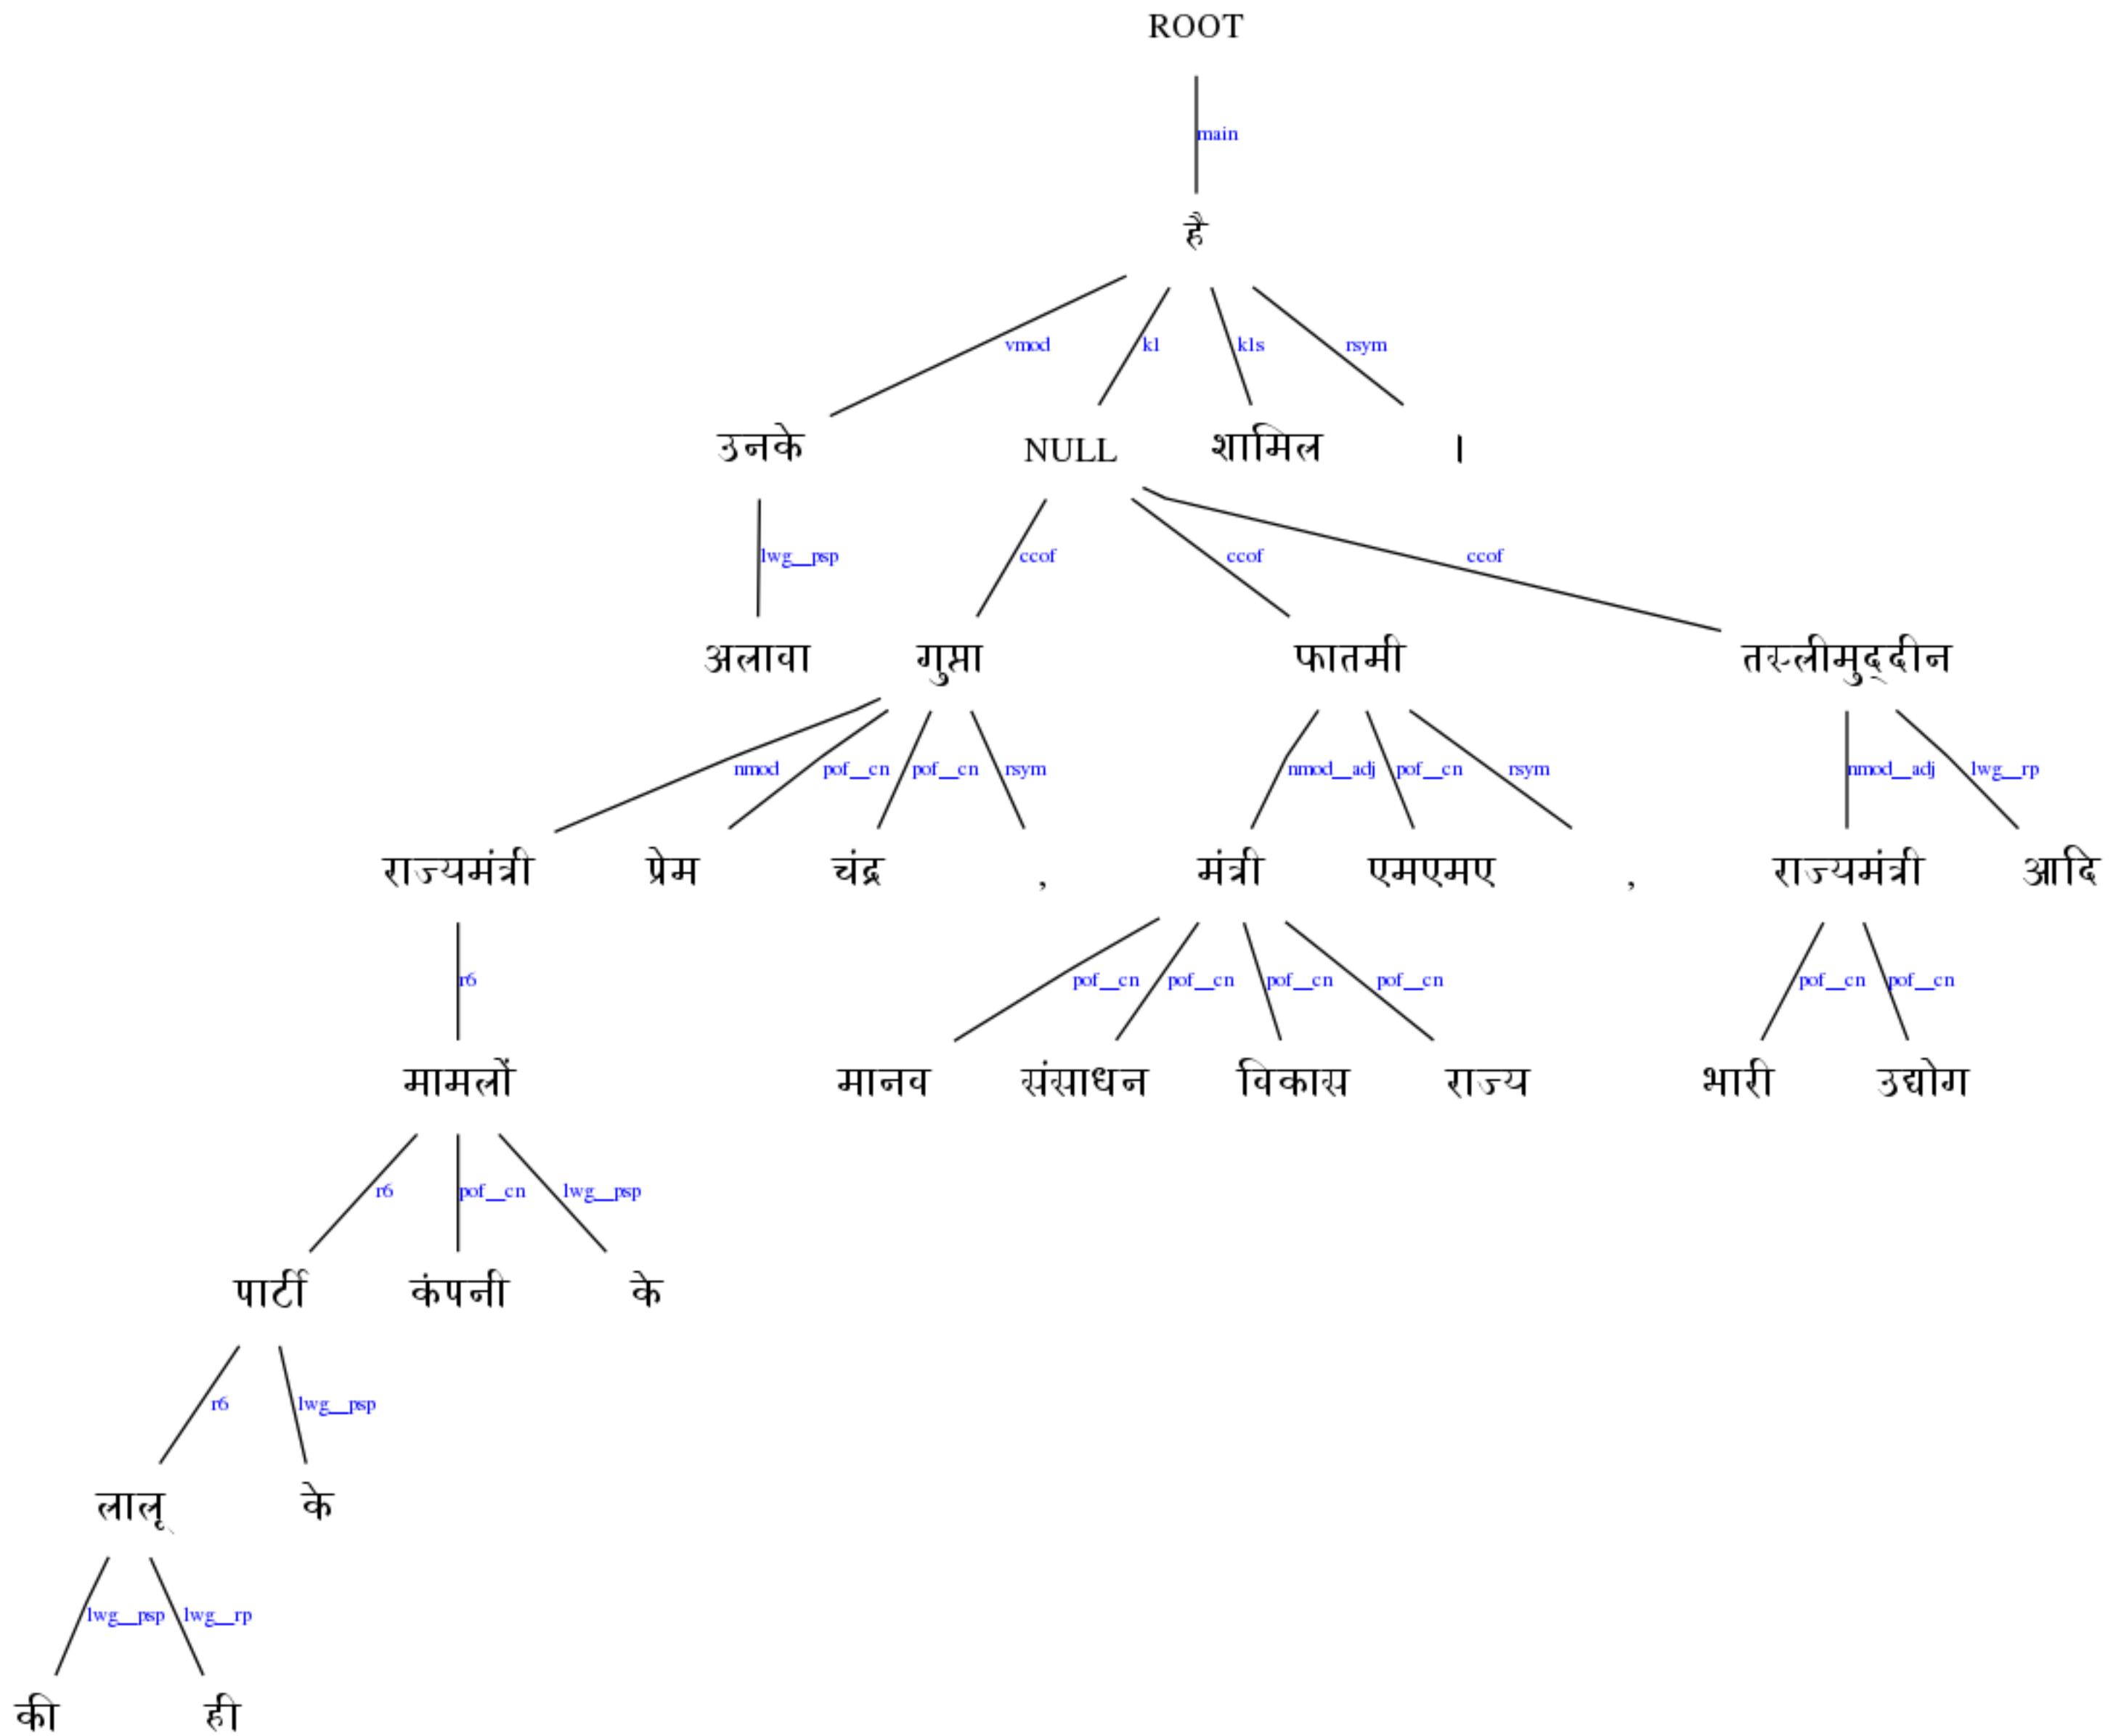 ROOT
main
है
vmod k1 k1s rsym
उनके NULL शामिल ।
lwg__psp ccof ccof ccof
अलावा गुप्ता फातमी तस्लीमुद्दीन
nmod pof__cn pof__cn rsym nmod__adj pof__cn rsym nmod__adj lwg__rp
राज्यमंत्री प्रेम चंद्र , मंत्री एमएमए , राज्यमंत्री आदि
r6 pof__cn pof__cn pof__cn pof__cn pof__cn pof__cn
मामलों मानव संसाधन विकास राज्य भारी उद्योग
r6 pof__cn lwg__psp
पार्टी कंपनी के
r6 lwg__psp
लालू के
lwg__psp lwg__rp
की ही